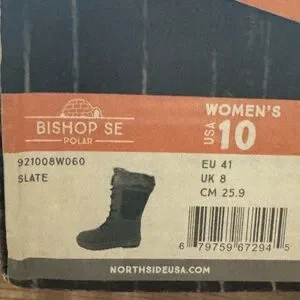 BISHOP SE
POLAR
921008W060
SLATE
WOMEN'S
USA 10
EU 41
UK 8
CM 25.9
6 79759 67294 5
NORTHSIDEUSA.COM